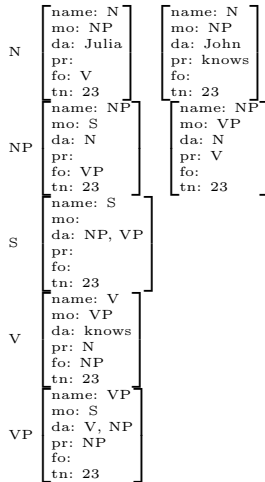 N
name: N
mo: NP
da: Julia
pr:
fo: V
tn: 23
name: N
mo: NP
da: John
pr: knows
fo:
tn: 23
NP
name: NP
mo: S
da: N
pr:
fo: VP
tn: 23
name: NP
mo: VP
da: N
pr: V
fo:
tn: 23
S
name: S
mo:
da: NP, VP
pr:
fo:
tn: 23
V
name: V
mo: VP
da: knows
pr: N
fo: NP
tn: 23
VP
name: VP
mo: S
da: V, NP
pr: NP
fo:
tn: 23